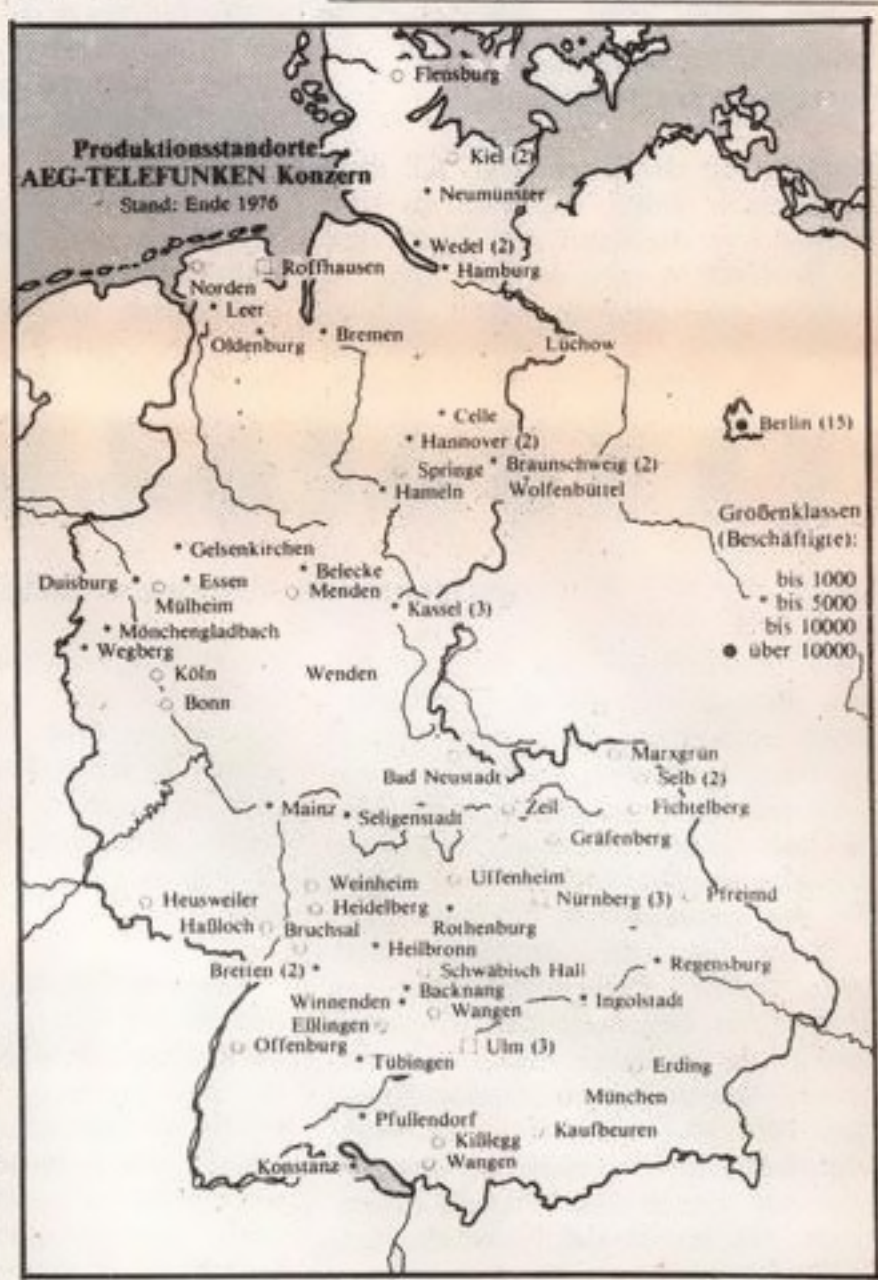 Produktionsstandorte
AEG-TELEFUNKEN Konzern
Stand: Ende 1976
Flensburg
Kiel (2)
Neumünster
Wedel (2)
Hamburg
Roffhausen
Norden
Leer
Oldenburg
Bremen
Lüchow
Celle
Hannover (2)
Berlin (15)
Springe
Braunschweig (2)
Hameln
Wolfenbüttel
Größenklassen
(Beschäftigte):
bis 1000
bis 5000
bis 10000
über 10000
Gelsenkirchen
Duisburg
Essen
Belecke
Mülheim
Menden
Kassel (3)
Mönchengladbach
Wegberg
Köln
Wenden
Bonn
Marxgrün
Bad Neustadt
Selb (2)
Mainz
Seligenstadt
Zeil
Fichtelberg
Gräfenberg
Weinheim
Uffenheim
Heusweiler
Heidelberg
Nürnberg (3)
Pfreimd
Haßloch
Bruchsal
Rothenburg
Heilbronn
Bretten (2)
Schwäbisch Hall
Regensburg
Backnang
Winnenden
Wangen
Ingolstadt
Eßlingen
Offenburg
Ulm (3)
Tübingen
Erding
München
Pfullendorf
Kaufbeuren
Kißlegg
Konstanz
Wangen